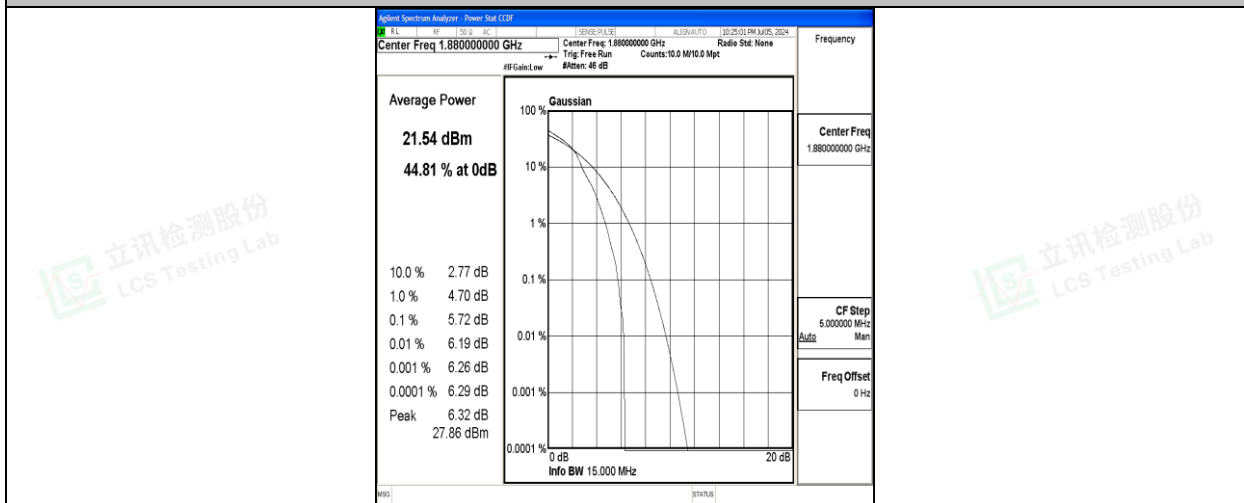 Agilent Spectrum Analyzer - Power Stat CCDF
RL RF 50 Ω AC SENSE:PULSE ALIGNAUTO 10:25:01 PM Jul 05, 2024
Center Freq 1.880000000 GHz
Center Freq: 1.880000000 GHz Radio Std: None
Trig: Free Run Counts:10.0 M/10.0 Mpt
#IFGain:Low #Atten: 46 dB
Frequency
Average Power
21.54 dBm
44.81 % at 0dB
10.0 % 2.77 dB
1.0 % 4.70 dB
0.1 % 5.72 dB
0.01 % 6.19 dB
0.001 % 6.26 dB
0.0001 % 6.29 dB
Peak 6.32 dB
27.86 dBm
Gaussian
100 %
10 %
1 %
0.1 %
0.01 %
0.001 %
0.0001 %
0 dB 20 dB
Info BW 15.000 MHz
Center Freq
1.880000000 GHz
CF Step
5.000000 MHz
Auto Man
Freq Offset
0 Hz
MSG STATUS
立讯检测股份
LCS Testing Lab
立讯检测股份
LCS Testing Lab